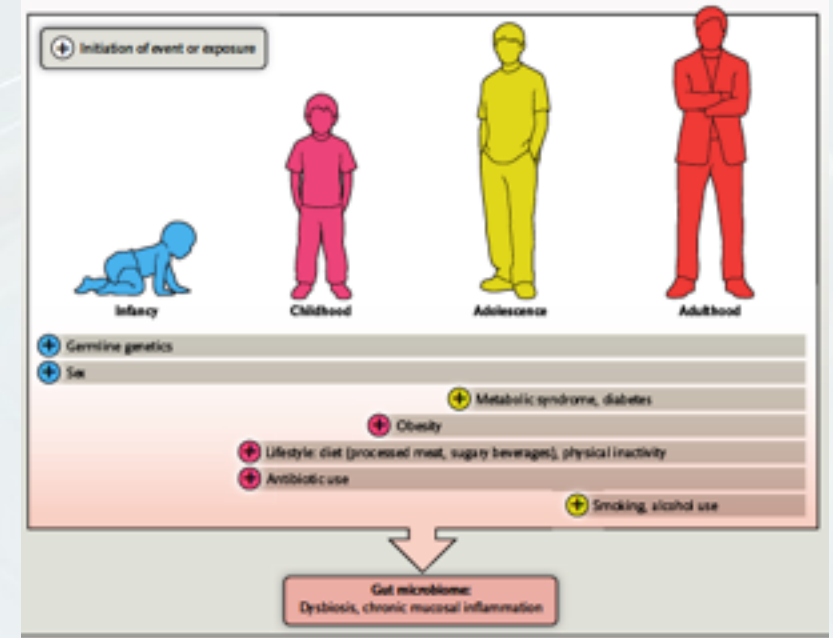 Initiation of event or exposure
Infancy
Childhood
Adolescence
Adulthood
Germline genetics
Sex
Metabolic syndrome, diabetes
Obesity
Lifestyle: diet (processed meat, sugary beverages), physical inactivity
Antibiotic use
Smoking, alcohol use
Gut microbiome:
Dysbiosis, chronic mucosal inflammation